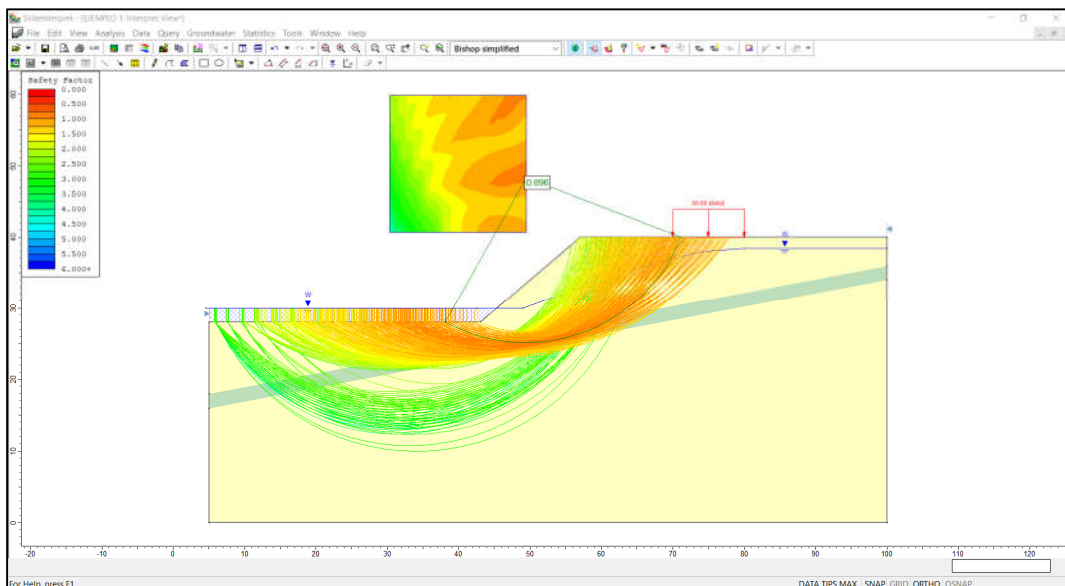 SlideInterpret - [EJEMPLO 1: Interpret View*]
File Edit View Analysis Data Query Groundwater Statistics Tools Window Help
Bishop simplified
Safety Factor
0.000
0.500
1.000
1.500
2.000
2.500
3.000
3.500
4.000
4.500
5.000
5.500
6.000+
0.896
W
W
60
50
40
30
20
10
0
-20 -10 0 10 20 30 40 50 60 70 80 90 100 110 120
For Help, press F1
DATA TIPS MAX SNAP GRID ORTHO OSNAP